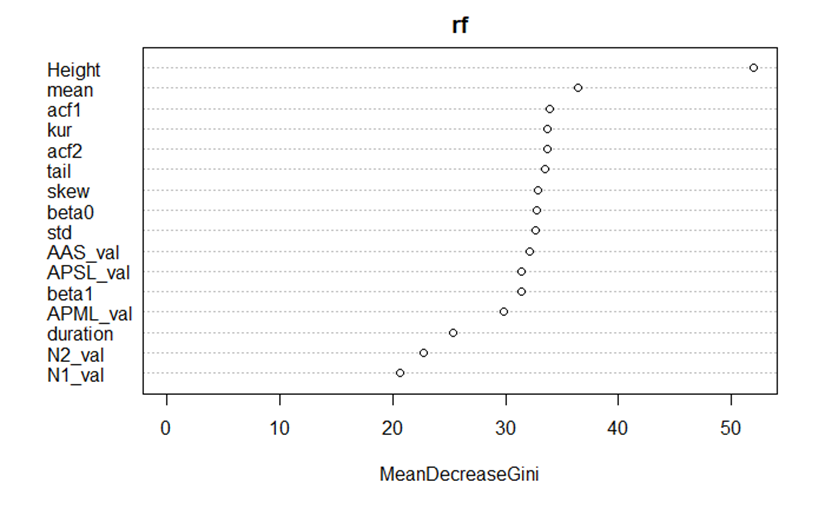 rf
Height
mean
acf1
kur
acf2
tail
skew
beta0
std
AAS_val
APSL_val
beta1
APML_val
duration
N2_val
N1_val
0 10 20 30 40 50
MeanDecreaseGini